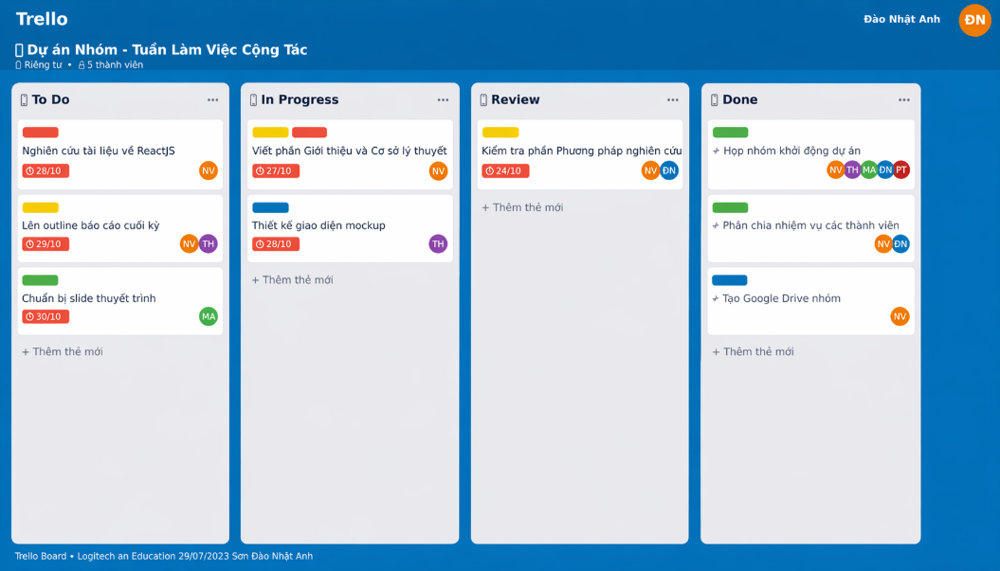 Trello
Đào Nhật Anh
ĐN
Dự án Nhóm - Tuần Làm Việc Cộng Tác
Riêng tư • 5 thành viên
To Do
Nghiên cứu tài liệu về ReactJS
28/10
NV
Lên outline báo cáo cuối kỳ
29/10
NV TH
Chuẩn bị slide thuyết trình
30/10
MA
+ Thêm thẻ mới
In Progress
Viết phần Giới thiệu và Cơ sở lý thuyết
27/10
NV
Thiết kế giao diện mockup
28/10
TH
+ Thêm thẻ mới
Review
Kiểm tra phần Phương pháp nghiên cứu
24/10
NV ĐN
+ Thêm thẻ mới
Done
Họp nhóm khởi động dự án
NV TH MA ĐN PT
Phân chia nhiệm vụ các thành viên
NV ĐN
Tạo Google Drive nhóm
NV
+ Thêm thẻ mới
Trello Board • Logitech an Education 29/07/2023 Sơn Đào Nhật Anh